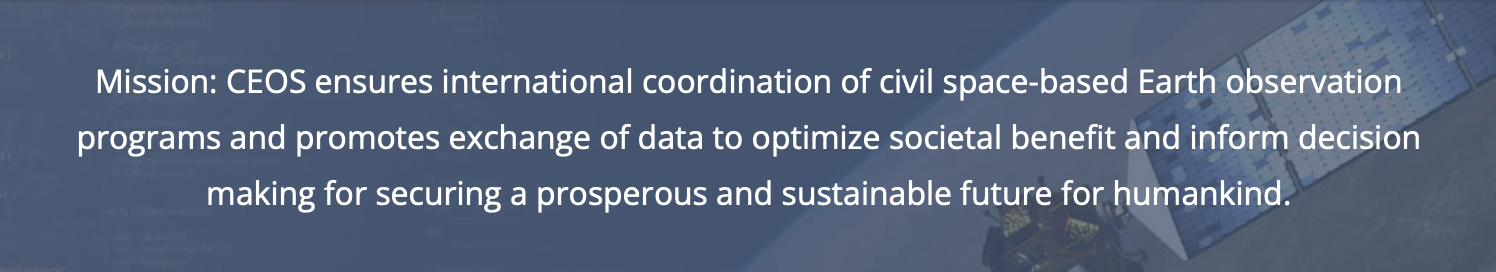 Mission: CEOS ensures international coordination of civil space-based Earth observation
programs and promotes exchange of data to optimize societal benefit and inform decision
making for securing a prosperous and sustainable future for humankind.